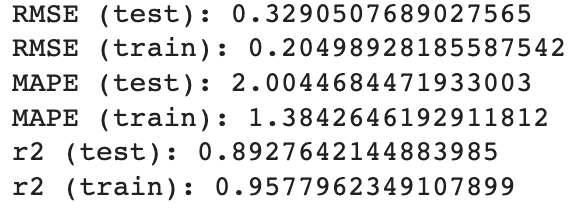 RMSE (test): 0.3290507689027565
RMSE (train): 0.20498928185587542
MAPE (test): 2.0044684471933003
MAPE (train): 1.3842646192911812
r2 (test): 0.8927642144883985
r2 (train): 0.9577962349107899